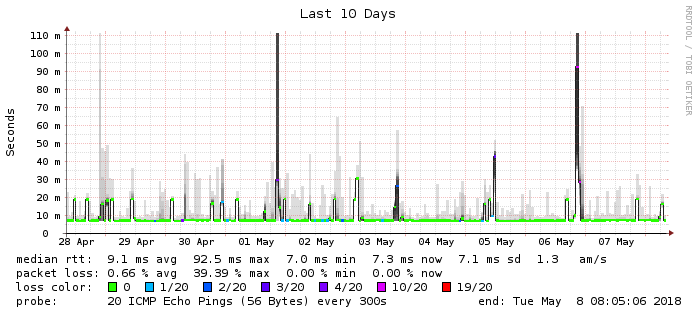 Last 10 Days
RRDTOOL / TOBI OETIKER
Seconds
110 m
100 m
90 m
80 m
70 m
60 m
50 m
40 m
30 m
20 m
10 m
0
28 Apr 29 Apr 30 Apr 01 May 02 May 03 May 04 May 05 May 06 May 07 May
median rtt: 9.1 ms avg 92.5 ms max 7.0 ms min 7.3 ms now 7.1 ms sd 1.3 am/s
packet loss: 0.66 % avg 39.39 % max 0.00 % min 0.00 % now
loss color: 0 1/20 2/20 3/20 4/20 10/20 19/20
probe: 20 ICMP Echo Pings (56 Bytes) every 300s end: Tue May 8 08:05:06 2018